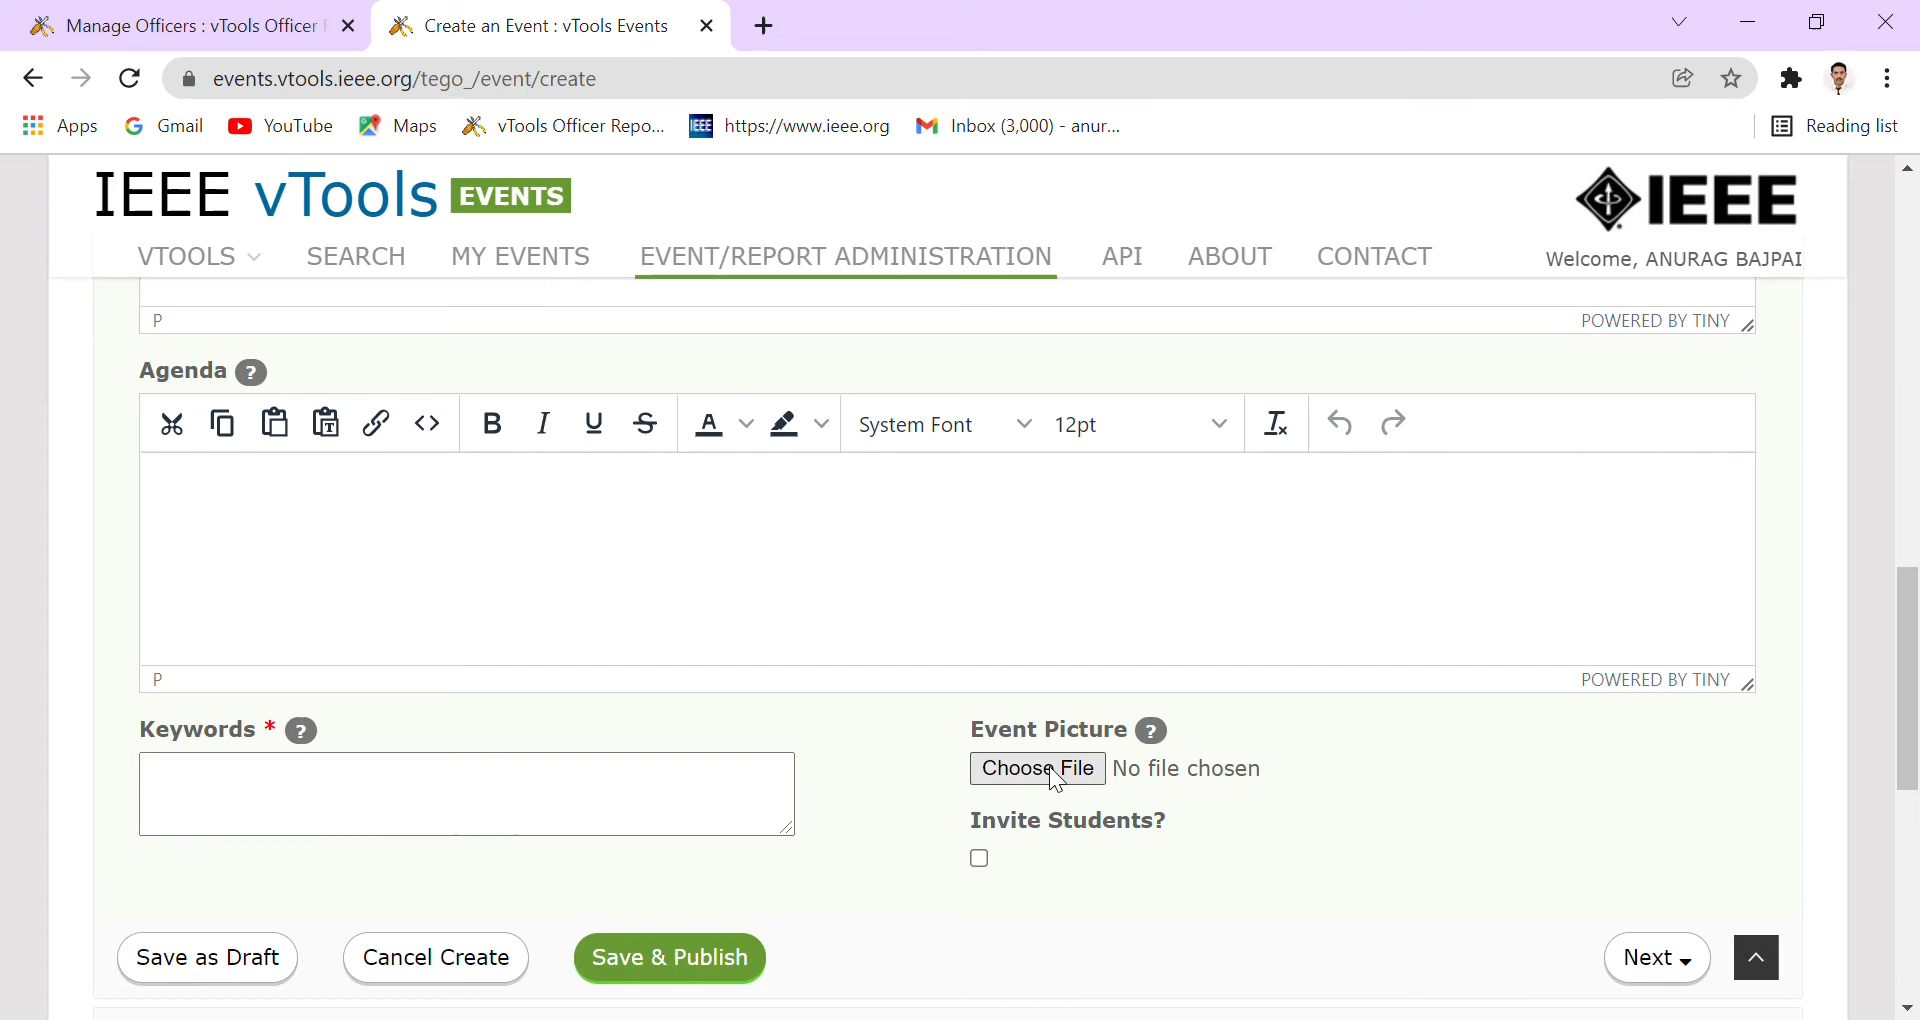 Manage Officers : vTools Officer
Create an Event : vTools Events
events.vtools.ieee.org/tego_/event/create
Apps
Gmail
YouTube
Maps
vTools Officer Repo...
IEEE
https://www.ieee.org
Inbox (3,000) - anur...
Reading list
IEEE vTools EVENTS
IEEE
VTOOLS
SEARCH
MY EVENTS
EVENT/REPORT ADMINISTRATION
API
ABOUT
CONTACT
Welcome, ANURAG BAJPAI
P
POWERED BY TINY
Agenda ?
B I U S A System Font 12pt
P
POWERED BY TINY
Keywords * ?
Event Picture ?
Choose File No file chosen
Invite Students?
Save as Draft
Cancel Create
Save & Publish
Next